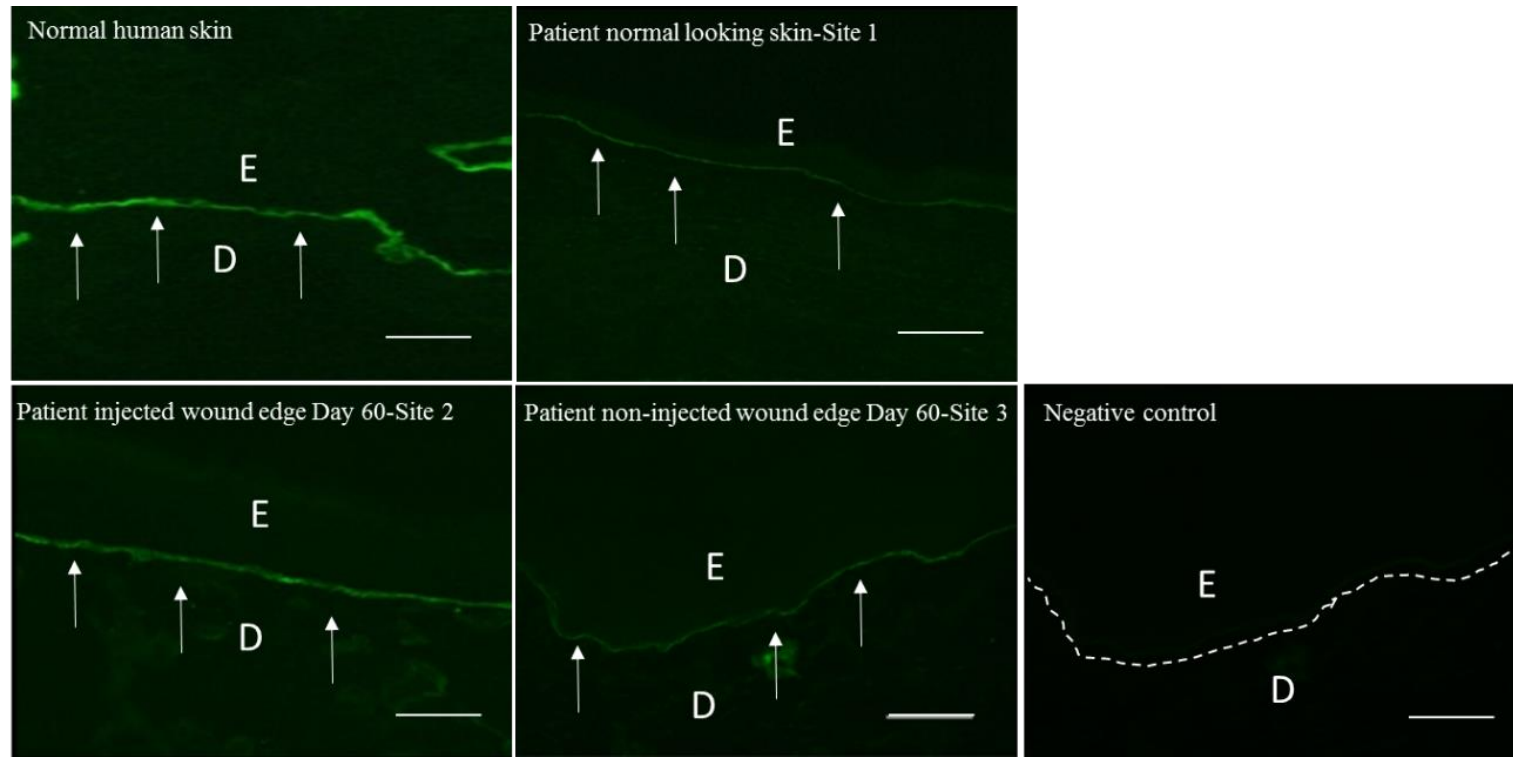 Normal human skin
E
D
Patient normal looking skin-Site 1
E
D
Patient injected wound edge Day 60-Site 2
E
D
Patient non-injected wound edge Day 60-Site 3
E
D
Negative control
E
D